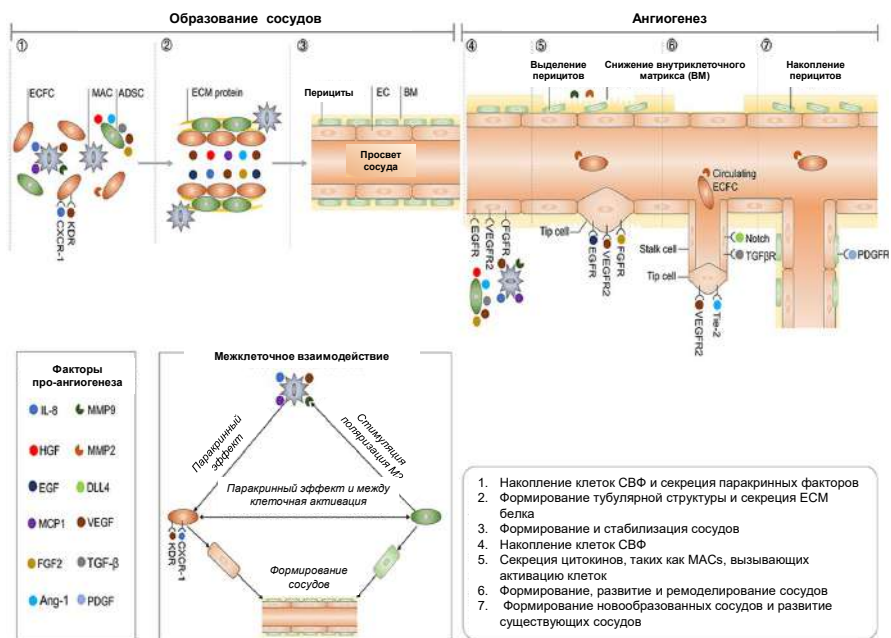 Образование сосудов
Ангиогенез
①
②
③
④
⑤
⑥
⑦
ECFC
MAC
ADSC
CXCR-1
KDR
ECM protein
Перициты
EC
BM
Просвет
сосуда
Выделение
перицитов
Снижение внутриклеточного
матрикса (BM)
Накопление
перицитов
EGFR
VEGFR2
FGFR
Tip cell
EGFR
VEGFR2
FGFR
Circulating
ECFC
Stalk cell
Tip cell
Notch
TGFβR
VEGFR2
Tie-2
PDGFR
Факторы
про-ангиогенеза
IL-8
MMP9
HGF
MMP2
EGF
DLL4
MCP1
VEGF
FGF2
TGF-β
Ang-1
PDGF
Межклеточное взаимодействие
Паракринный
эффект
Стимуляция
поляризация M?
Паракринный эффект и между
клеточная активация
KDR
CXCR-1
Формирование
сосудов
1. Накопление клеток СВФ и секреция паракринных факторов
2. Формирование тубулярной структуры и секреция ECM
белка
3. Формирование и стабилизация сосудов
4. Накопление клеток СВФ
5. Секреция цитокинов, таких как MACs, вызывающих
активацию клеток
6. Формирование, развитие и ремоделирование сосудов
7. Формирование новообразованных сосудов и развитие
существующих сосудов